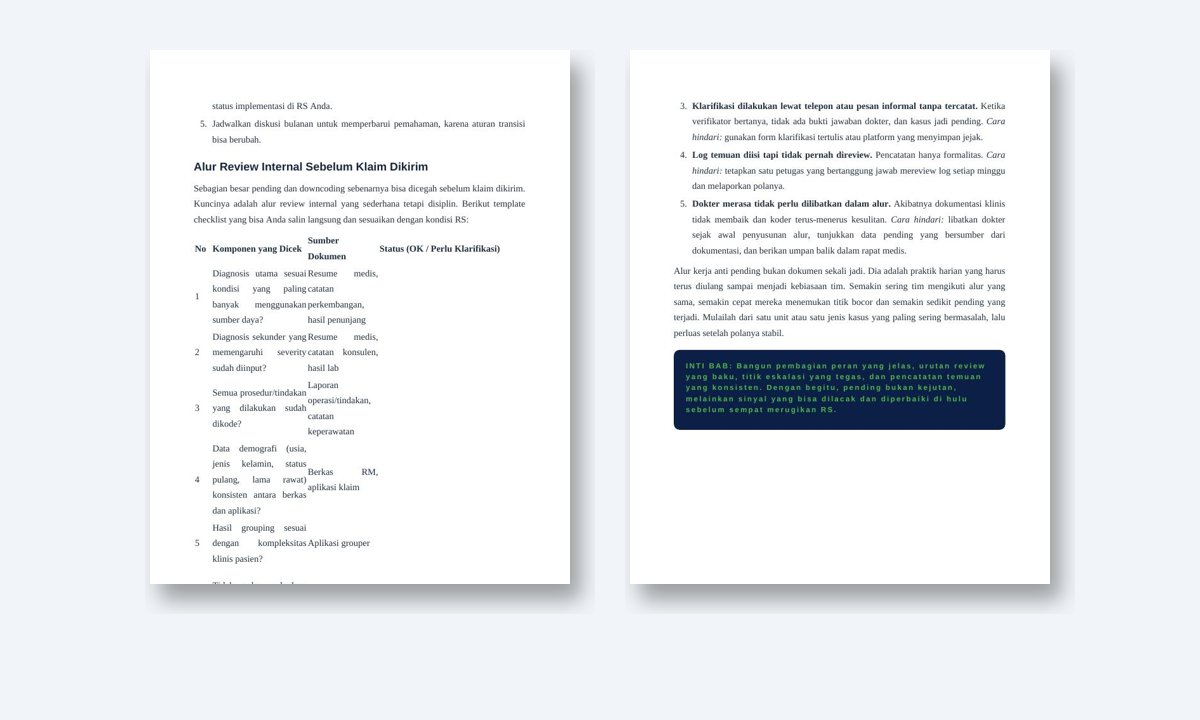 status implementasi di RS Anda.
5. Jadwalkan diskusi bulanan untuk memperbarui pemahaman, karena aturan transisi
bisa berubah.
Alur Review Internal Sebelum Klaim Dikirim
Sebagian besar pending dan downcoding sebenarnya bisa dicegah sebelum klaim dikirim.
Kuncinya adalah alur review internal yang sederhana tetapi disiplin. Berikut template
checklist yang bisa Anda salin langsung dan sesuaikan dengan kondisi RS:
No Komponen yang Dicek Sumber Dokumen Status (OK / Perlu Klarifikasi)
1
Diagnosis utama sesuai
kondisi yang paling
banyak menggunakan
sumber daya?
Resume medis,
catatan
perkembangan,
hasil penunjang
2
Diagnosis sekunder yang
memengaruhi severity
sudah diinput?
Resume medis,
catatan konsulen,
hasil lab
3
Semua prosedur/tindakan
yang dilakukan sudah
dikode?
Laporan
operasi/tindakan,
catatan
keperawatan
4
Data demografi (usia,
jenis kelamin, status
pulang, lama rawat)
konsisten antara berkas
dan aplikasi?
Berkas RM,
aplikasi klaim
5
Hasil grouping sesuai
dengan kompleksitas
klinis pasien?
Aplikasi grouper
3. Klarifikasi dilakukan lewat telepon atau pesan informal tanpa tercatat. Ketika
verifikator bertanya, tidak ada bukti jawaban dokter, dan kasus jadi pending. Cara
hindari: gunakan form klarifikasi tertulis atau platform yang menyimpan jejak.
4. Log temuan diisi tapi tidak pernah direview. Pencatatan hanya formalitas. Cara
hindari: tetapkan satu petugas yang bertanggung jawab mereview log setiap minggu
dan melaporkan polanya.
5. Dokter merasa tidak perlu dilibatkan dalam alur. Akibatnya dokumentasi klinis
tidak membaik dan koder terus-menerus kesulitan. Cara hindari: libatkan dokter
sejak awal penyusunan alur, tunjukkan data pending yang bersumber dari
dokumentasi, dan berikan umpan balik dalam rapat medis.
Alur kerja anti pending bukan dokumen sekali jadi. Dia adalah praktik harian yang harus
terus diulang sampai menjadi kebiasaan tim. Semakin sering tim mengikuti alur yang
sama, semakin cepat mereka menemukan titik bocor dan semakin sedikit pending yang
terjadi. Mulailah dari satu unit atau satu jenis kasus yang paling sering bermasalah, lalu
perluas setelah polanya stabil.
INTI BAB: Bangun pembagian peran yang jelas, urutan review
yang baku, titik eskalasi yang tegas, dan pencatatan temuan
yang konsisten. Dengan begitu, pending bukan kejutan,
melainkan sinyal yang bisa dilacak dan diperbaiki di hulu
sebelum sempat merugikan RS.